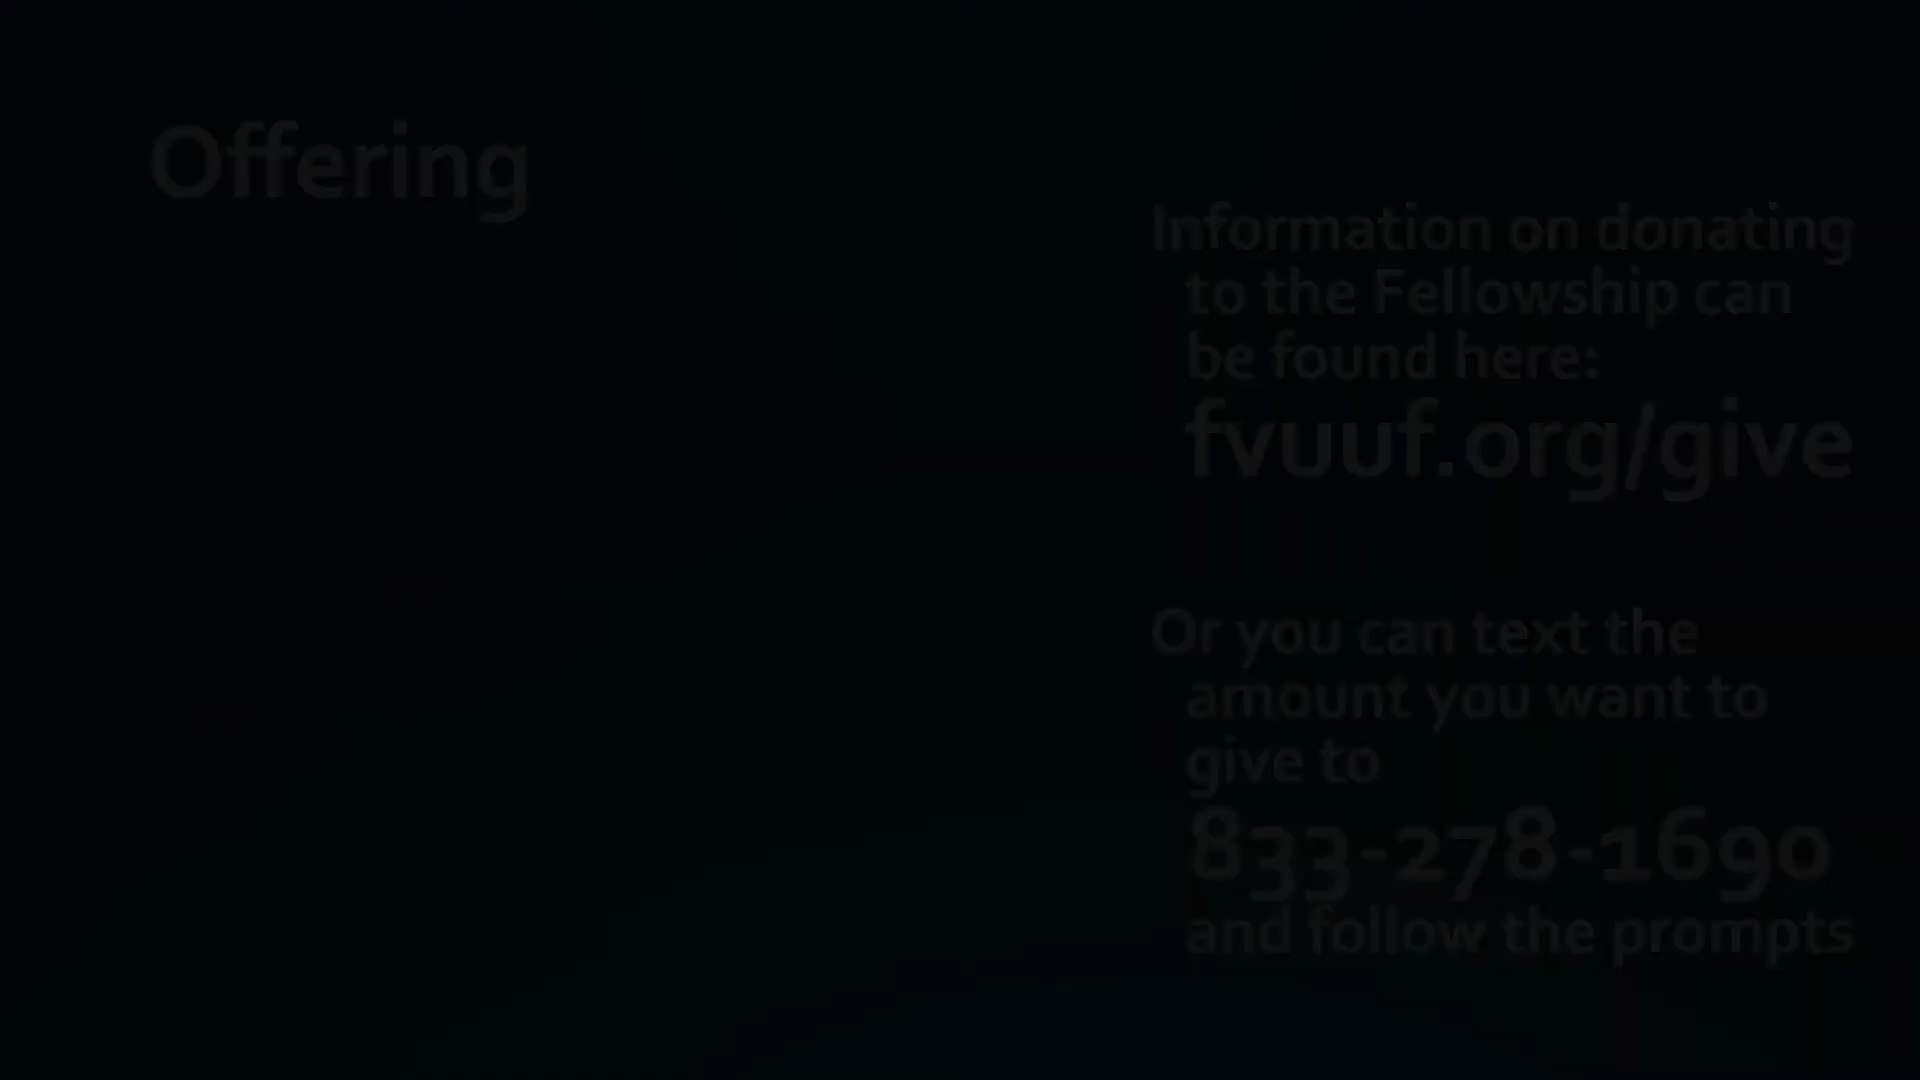 Offering
Information on donating
to the Fellowship can
be found here:
fvuuf.org/give
Or you can text the
amount you want to
give to
833-278-1690
and follow the prompts